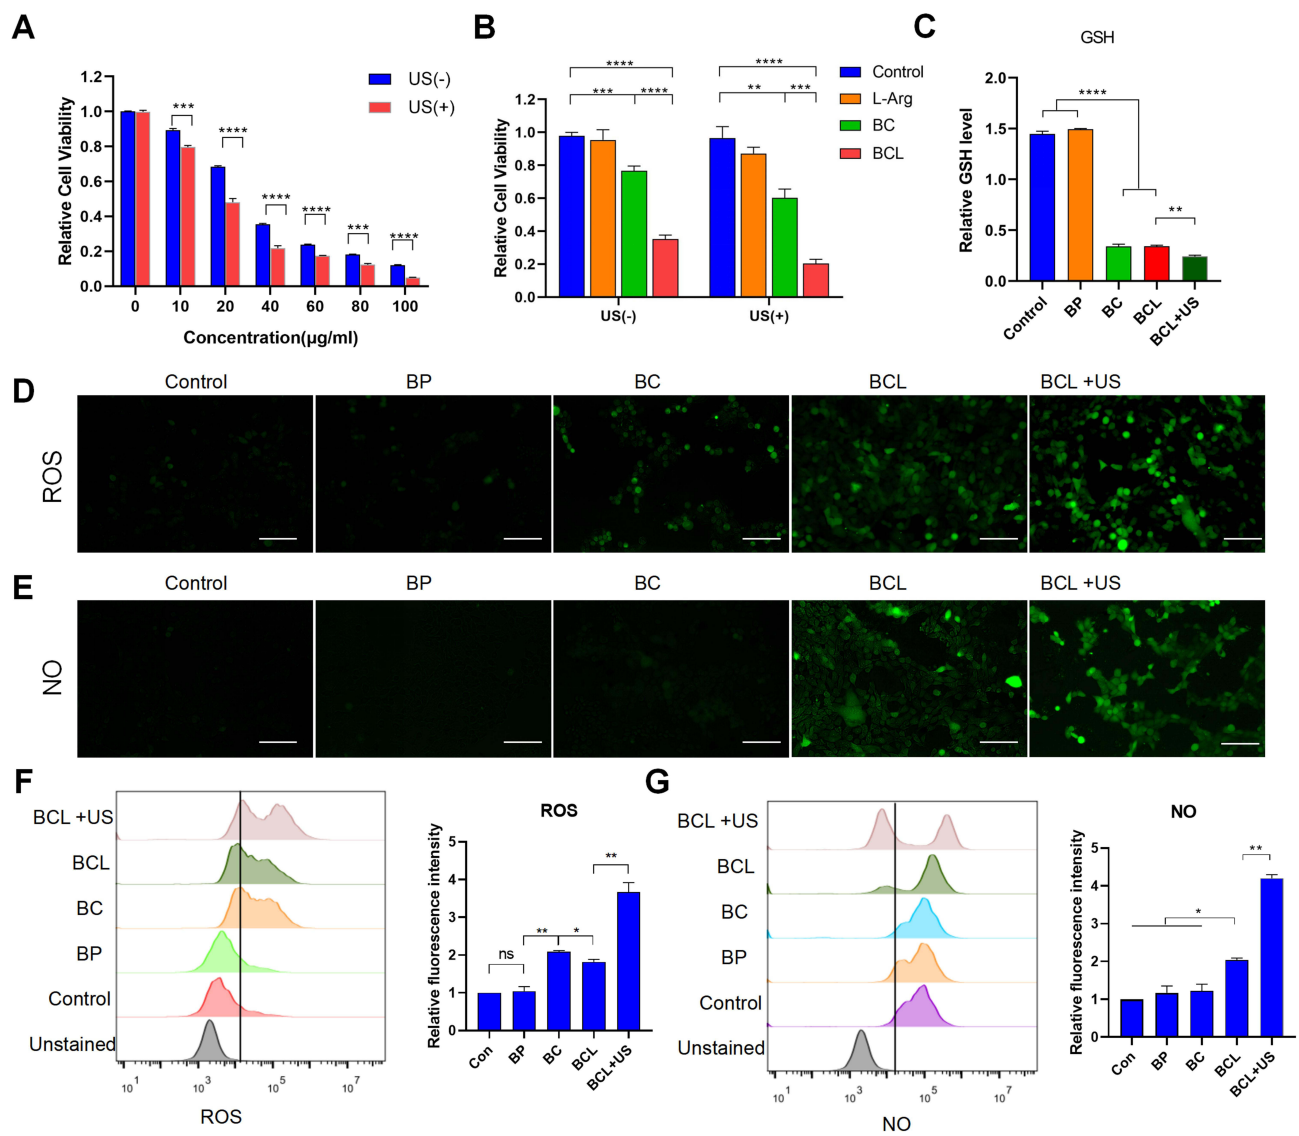 A
US(-)
US(+)
Relative Cell Viability
1.2
1.0
0.8
0.6
0.4
0.2
0.0
***
****
****
****
***
****
0 10 20 40 60 80 100
Concentration(μg/ml)
B
Control
L-Arg
BC
BCL
Relative Cell Viability
1.2
1.0
0.8
0.6
0.4
0.2
0.0
****
*** ****
****
** ***
US(-) US(+)
C
GSH
Relative GSH level
2.0
1.5
1.0
0.5
0.0
****
**
Control BP BC BCL BCL+US
D
Control BP BC BCL BCL +US
ROS
E
Control BP BC BCL BCL +US
NO
F
BCL +US
BCL
BC
BP
Control
Unstained
10 1 10 3 10 5 10 7
ROS
ROS
Relative fluorescence intensity
5
4
3
2
1
0
ns
**
*
**
Con BP BC BCL BCL+US
G
BCL +US
BCL
BC
BP
Control
Unstained
10 1 10 3 10 5 10 7
NO
NO
Relative fluorescence intensity
5
4
3
2
1
0
*
**
Con BP BC BCL BCL+US